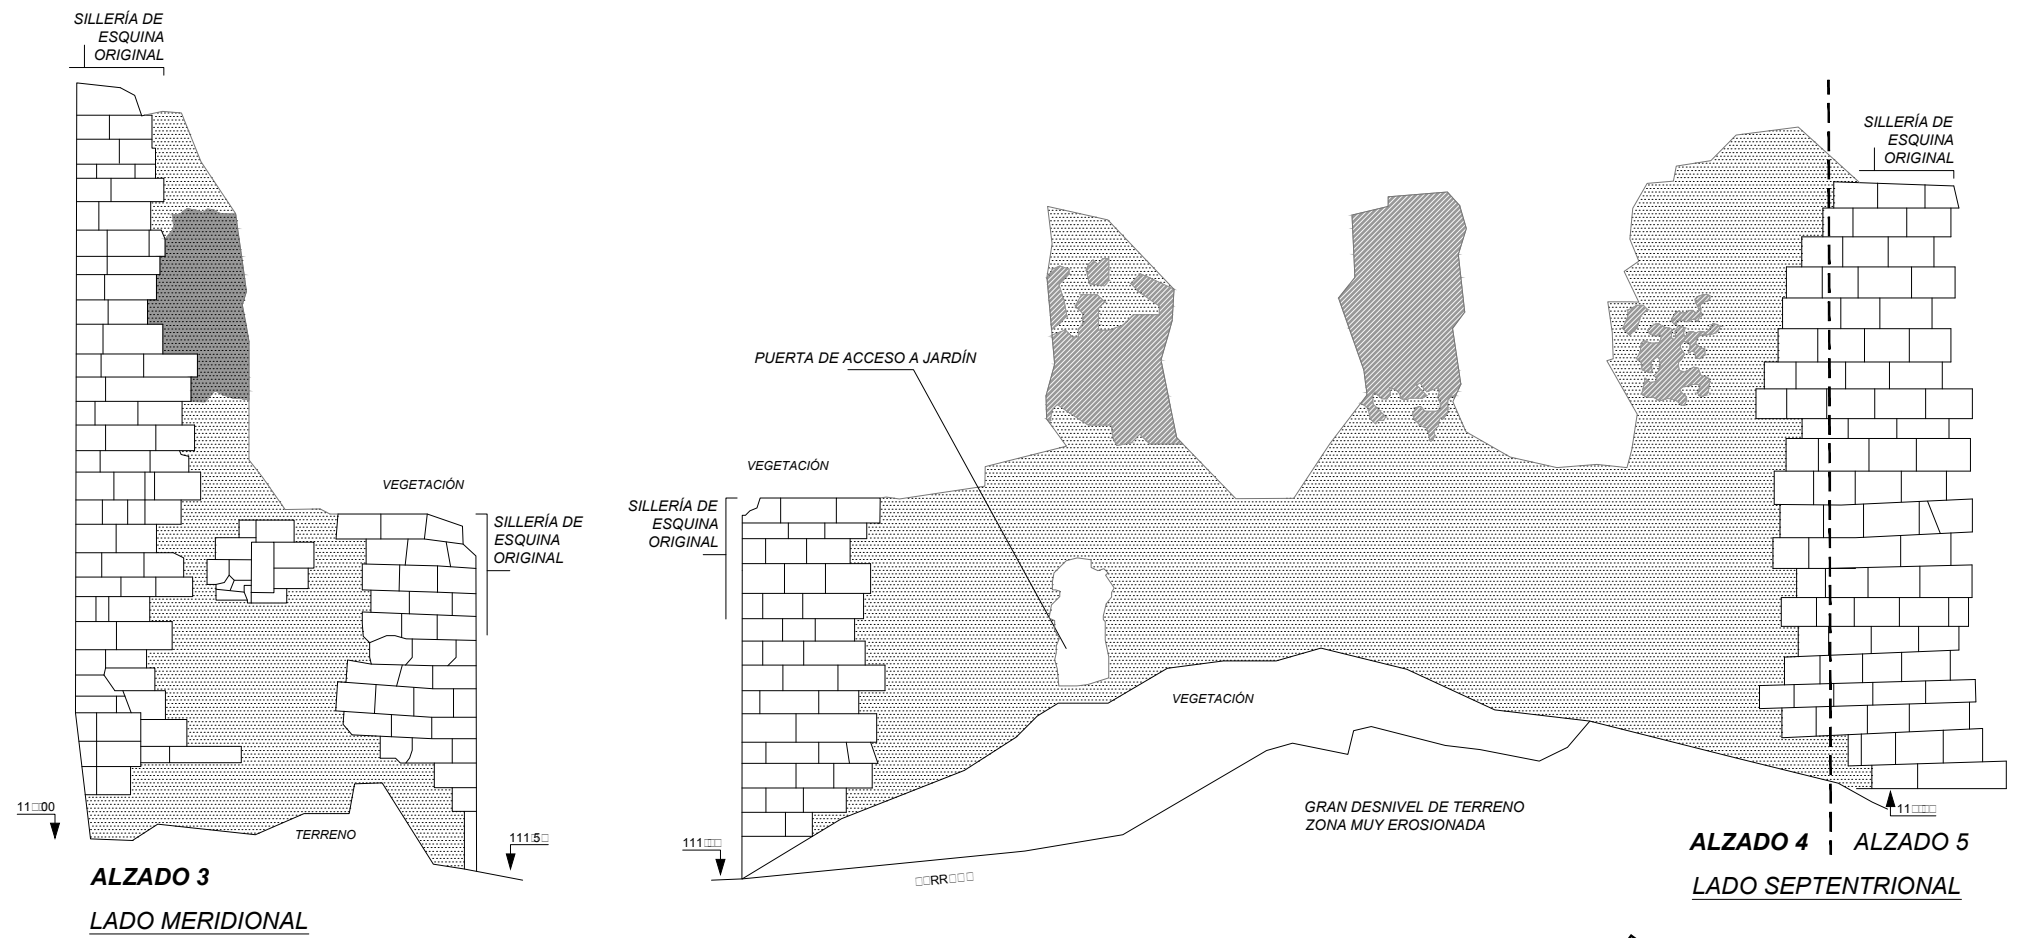 SILLERÍA DE
ESQUINA
ORIGINAL
VEGETACIÓN
SILLERÍA DE
ESQUINA
ORIGINAL
TERRENO
ALZADO 3
LADO MERIDIONAL
PUERTA DE ACCESO A JARDÍN
VEGETACIÓN
SILLERÍA DE
ESQUINA
ORIGINAL
SILLERÍA DE
ESQUINA
ORIGINAL
VEGETACIÓN
GRAN DESNIVEL DE TERRENO
ZONA MUY EROSIONADA
ALZADO 4
ALZADO 5
LADO SEPTENTRIONAL